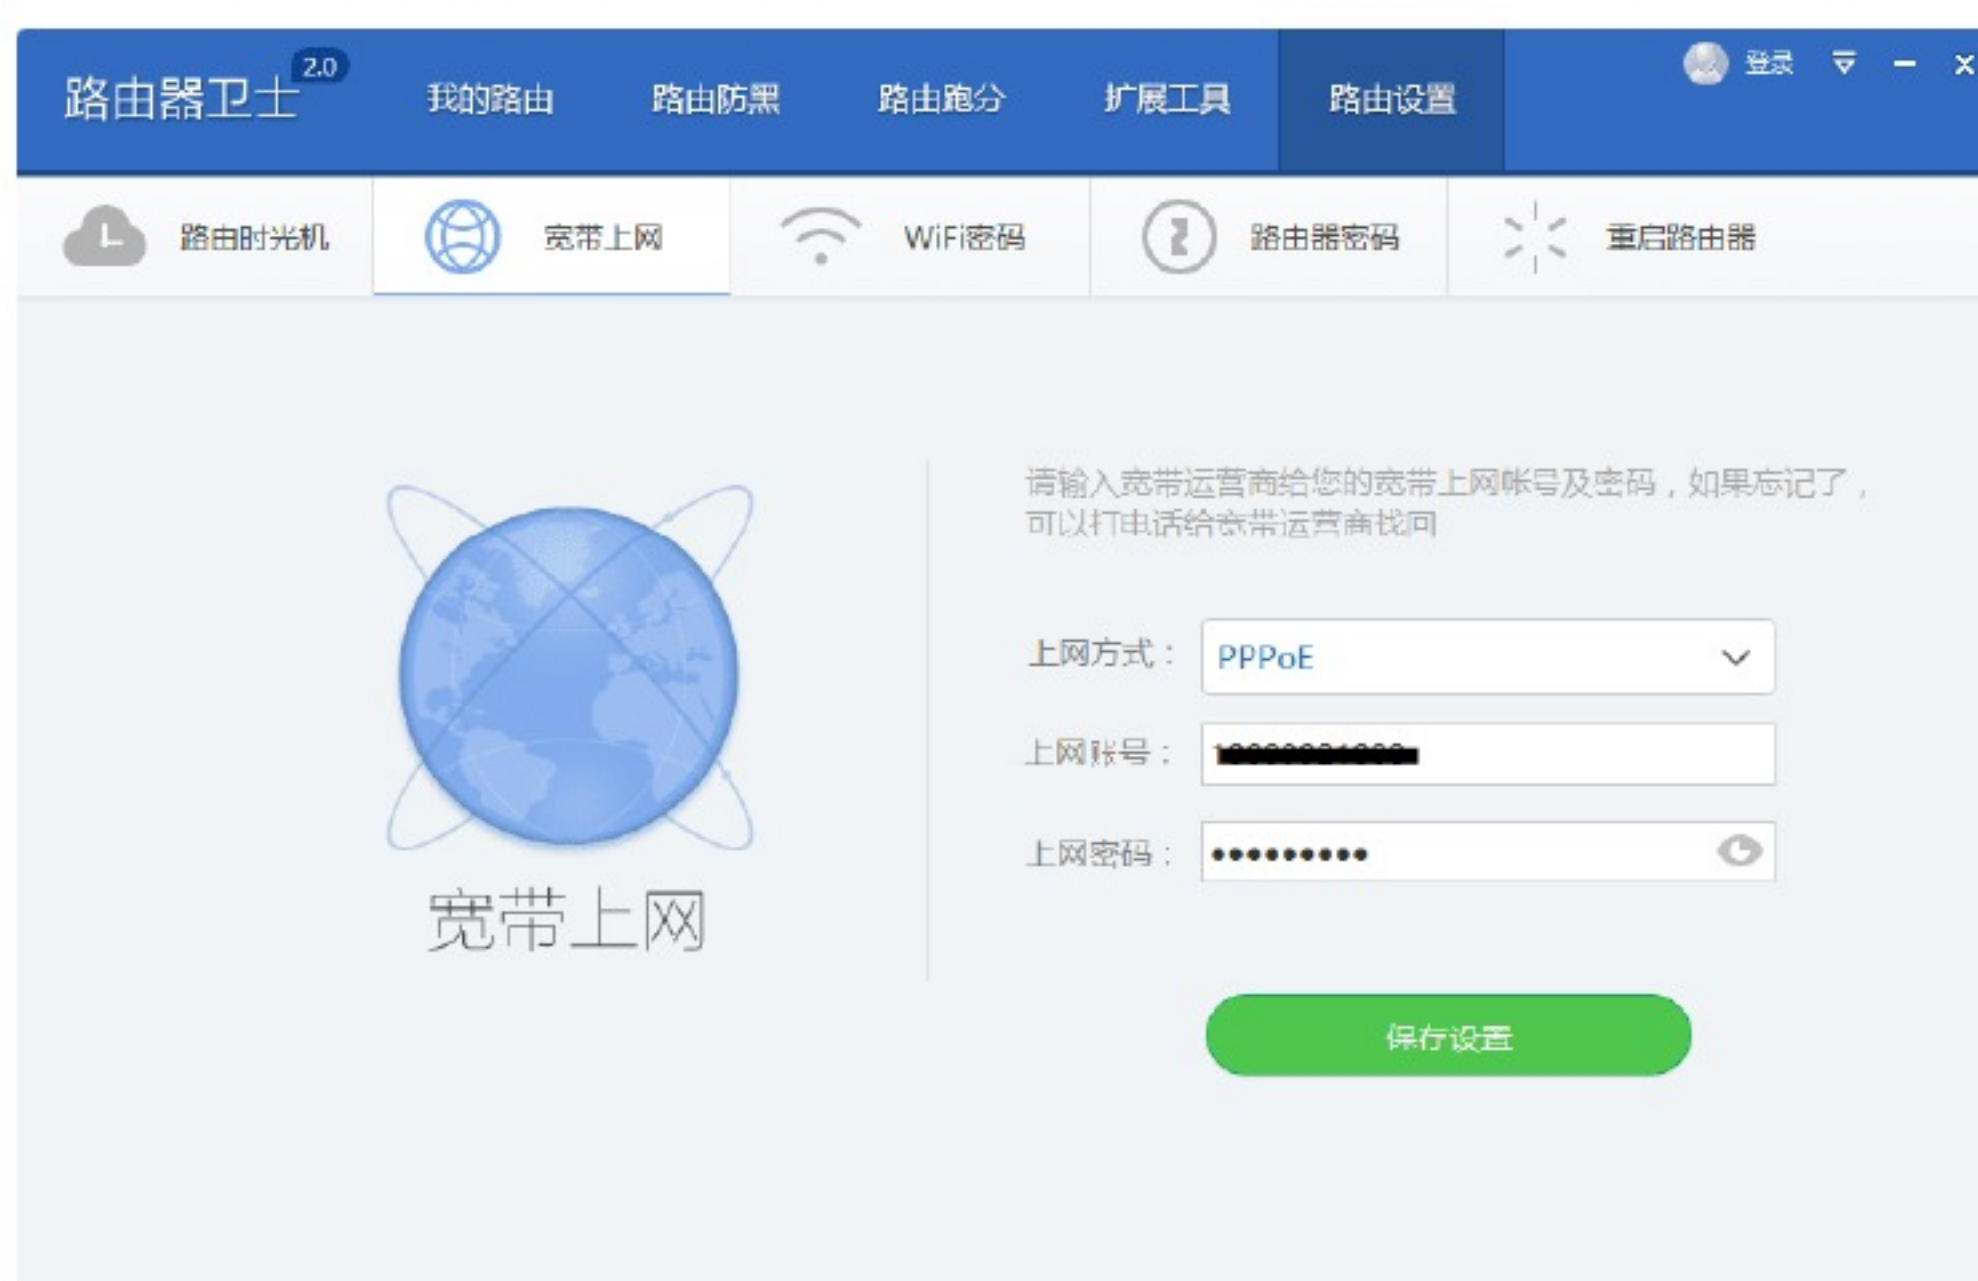 路由器卫士 2.0
我的路由
路由防黑
路由跑分
扩展工具
路由设置
登录
路由时光机
宽带上网
WiFi密码
路由器密码
重启路由器
请输入宽带运营商给您的宽带上网帐号及密码，如果忘记了，
可以打电话给宽带运营商找回
上网方式： PPPoE
上网账号：
上网密码： •••••••••
宽带上网
保存设置